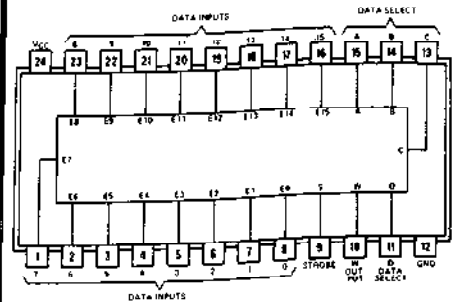 DATA INPUTS DATA SELECT
VCC 8 9 10 11 12 13 14 15 A B C
24 23 22 21 20 19 18 17 16 15 14 13
E8 E9 E10 E11 E12 E13 E14 E15 A B
E7 C
E6 E5 E4 E3 E2 E1 E0 S W D
1 2 3 4 5 6 7 8 9 10 11 12
7 6 5 4 3 2 1 0 STROBE W D GND
OUT DATA
PUT SELECT
DATA INPUTS